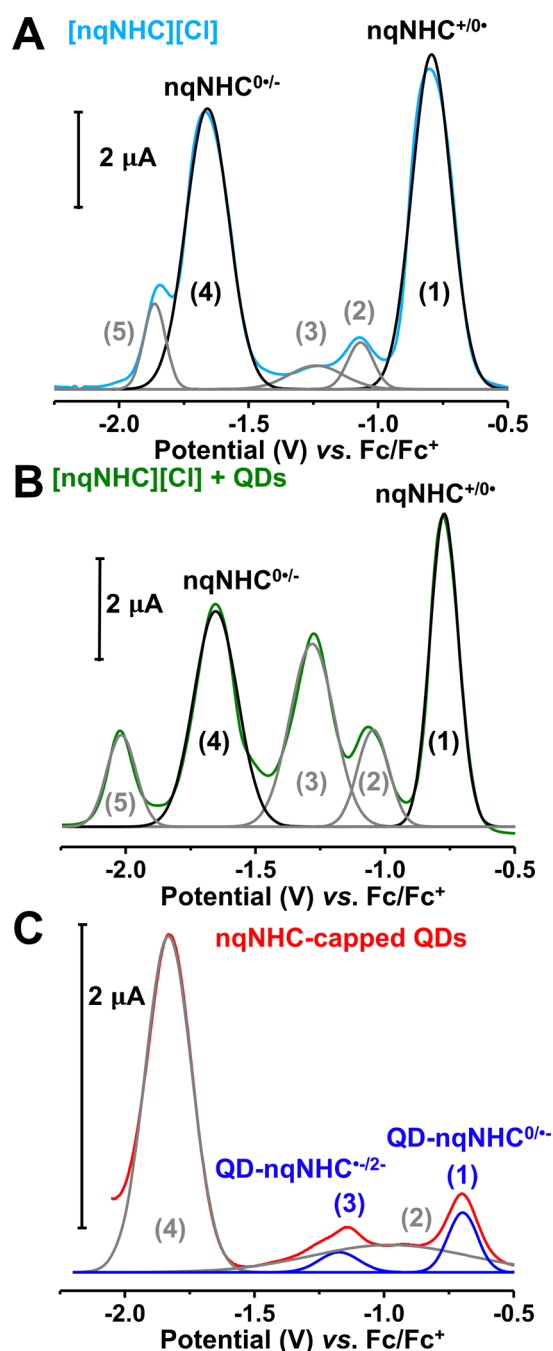 A
[nqNHC][Cl]
nqNHC⁺/⁰•
nqNHC⁰•/⁻
2 μA
(5)
(4)
(3)
(2)
(1)
-2.0 -1.5 -1.0 -0.5
Potential (V) vs. Fc/Fc⁺
B
[nqNHC][Cl] + QDs
nqNHC⁺/⁰•
nqNHC⁰•/⁻
2 μA
(5)
(4)
(3)
(2)
(1)
-2.0 -1.5 -1.0 -0.5
Potential (V) vs. Fc/Fc⁺
C
nqNHC-capped QDs
2 μA
QD-nqNHC⁰/•⁻
QD-nqNHC•⁻/²⁻
(1)
(3)
(2)
(4)
-2.0 -1.5 -1.0 -0.5
Potential (V) vs. Fc/Fc⁺